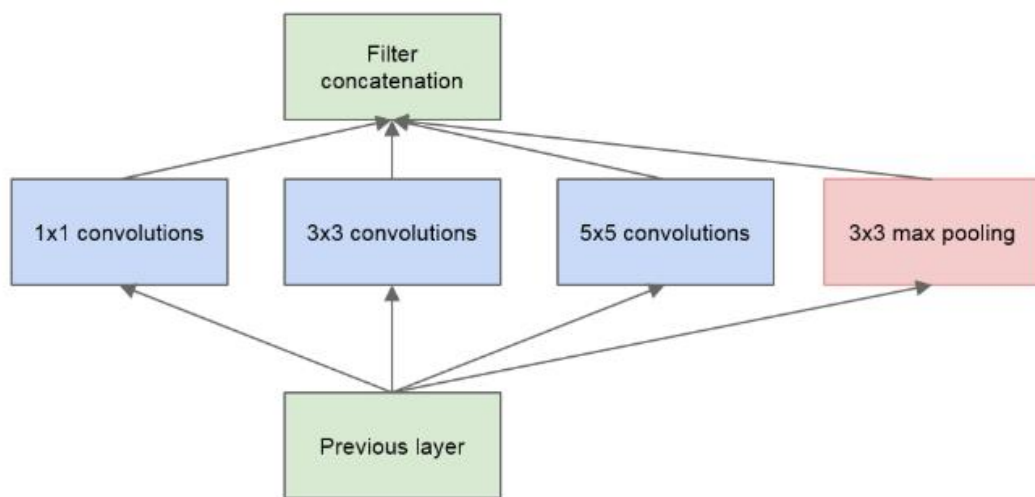 Filter
concatenation
1x1 convolutions
3x3 convolutions
5x5 convolutions
3x3 max pooling
Previous layer